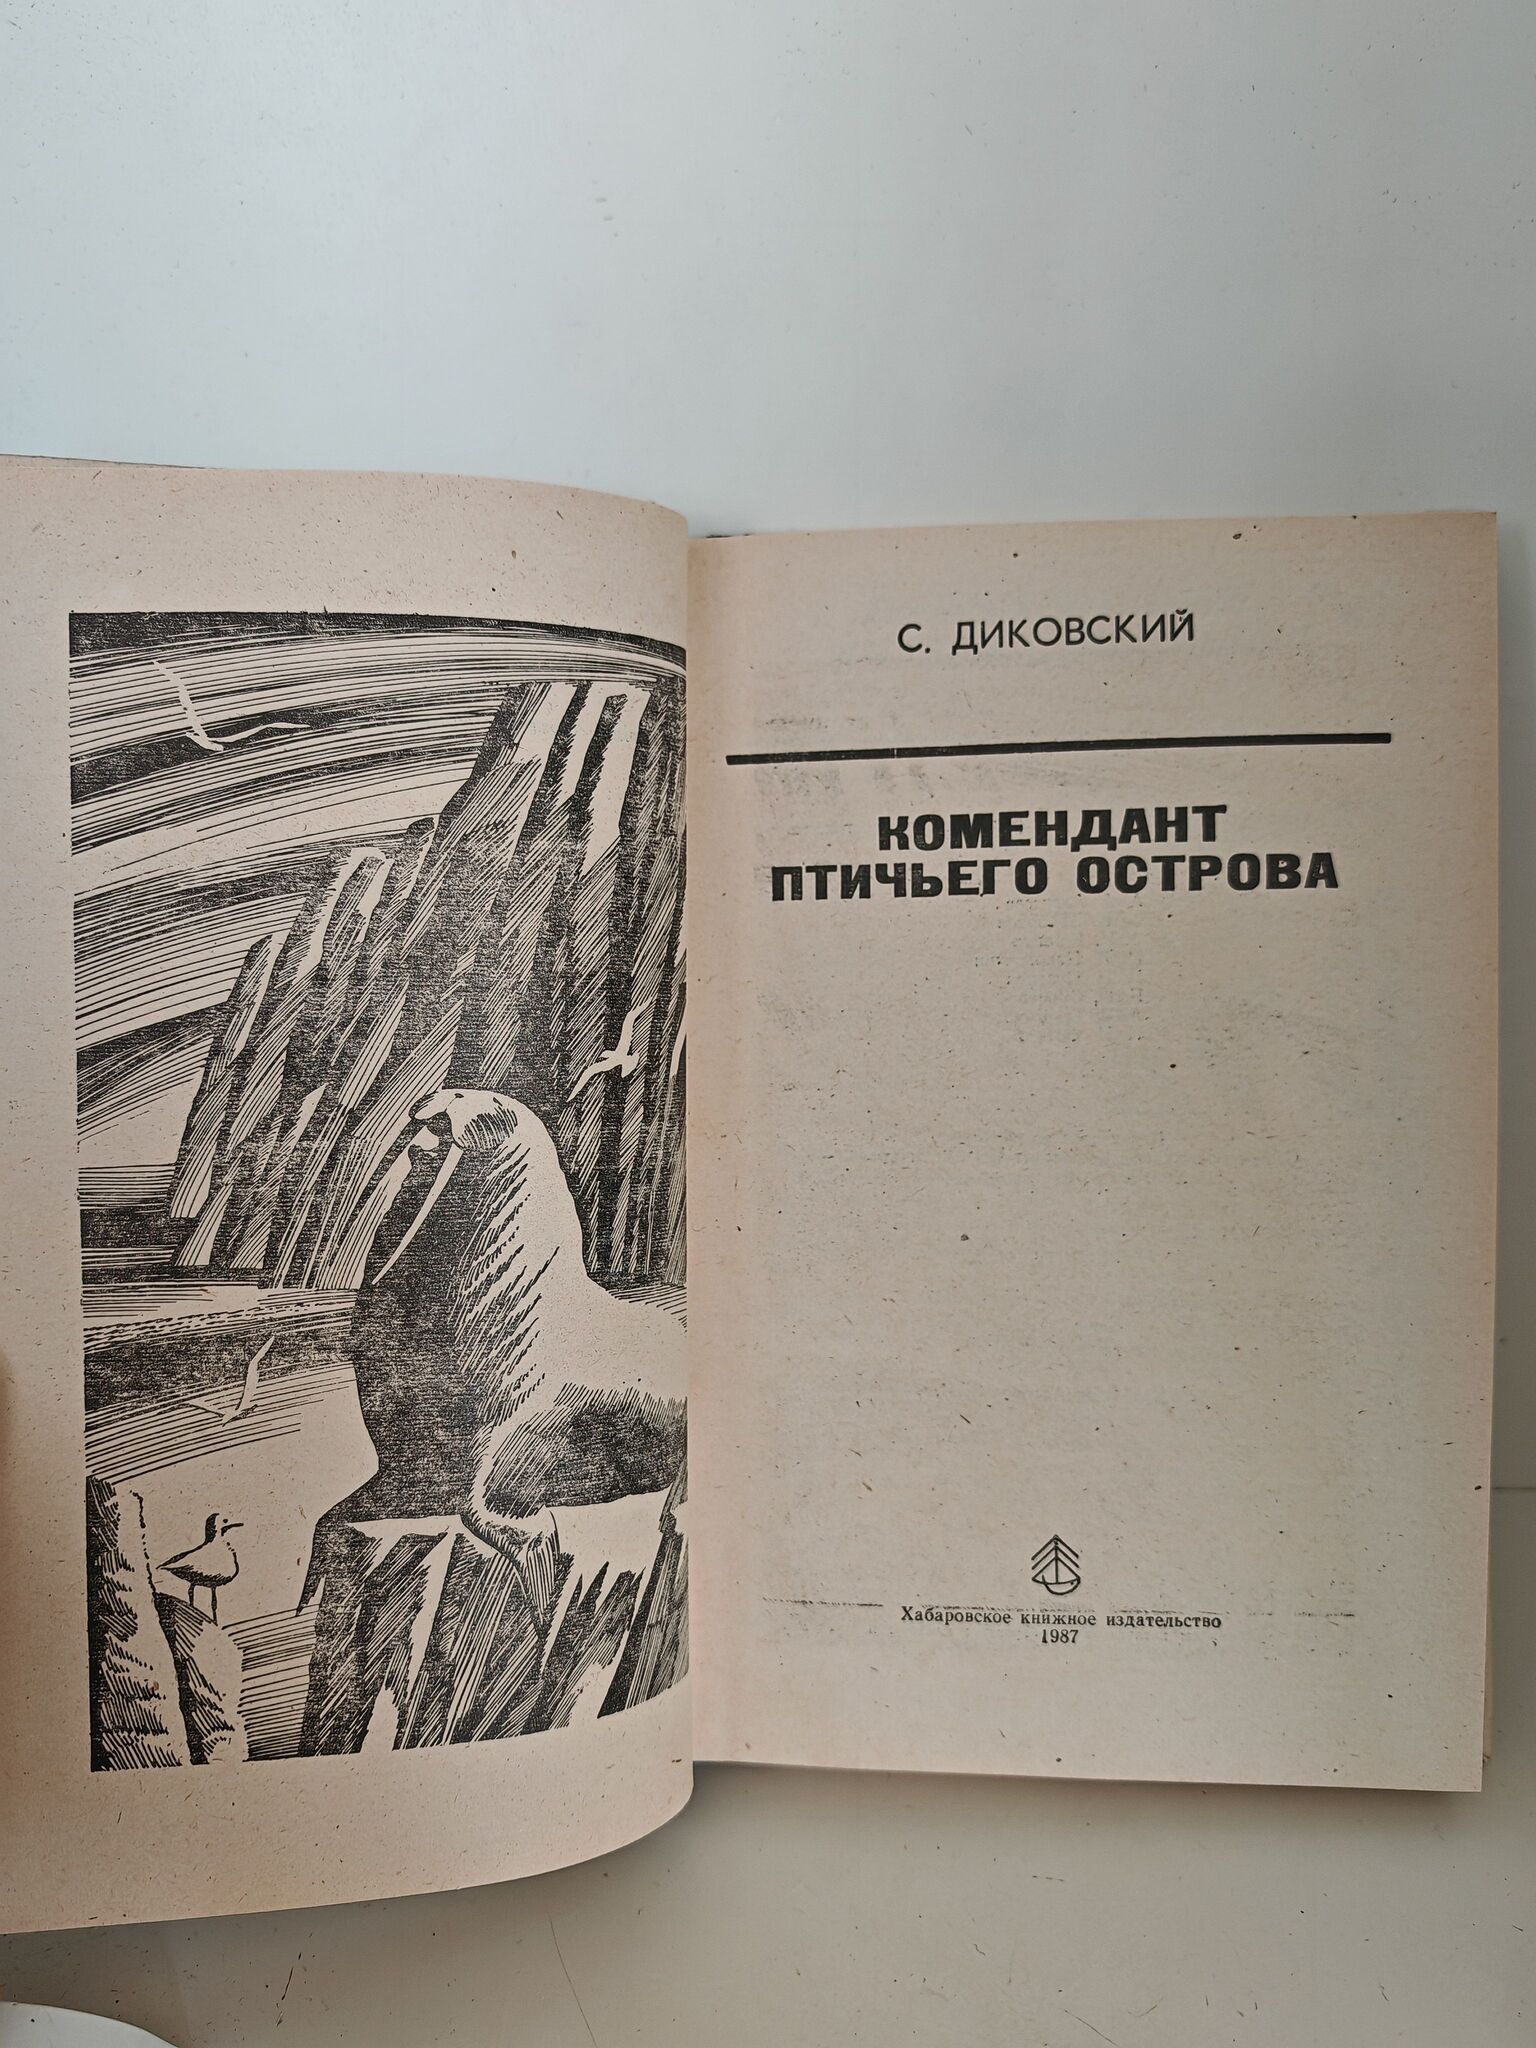 С. ДИКОВСКИЙ
КОМЕНДАНТ
ПТИЧЬЕГО ОСТРОВА
Хабаровское книжное издательство
1987